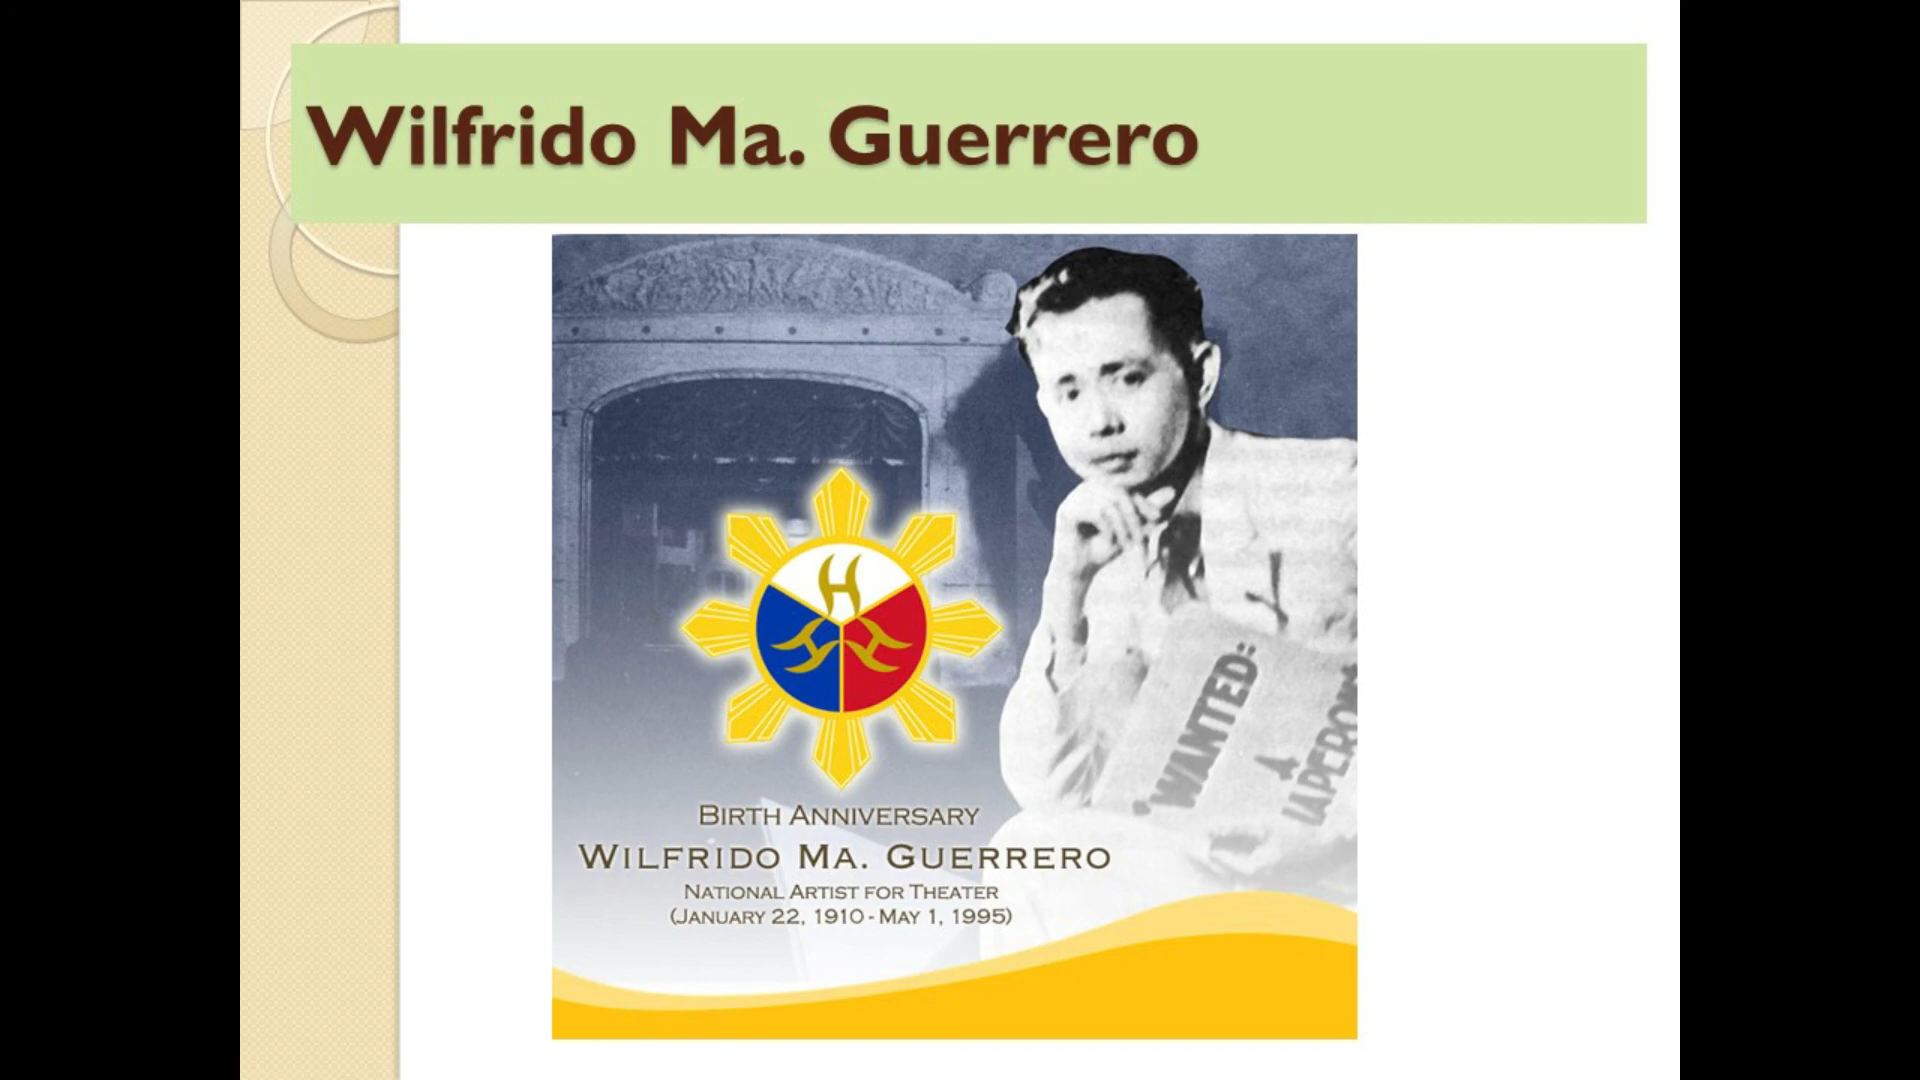 Wilfrido Ma. Guerrero
"WANTED:
A
BIRTH ANNIVERSARY
WILFRIDO MA. GUERRERO
NATIONAL ARTIST FOR THEATER
(JANUARY 22, 1910 - MAY 1, 1995)